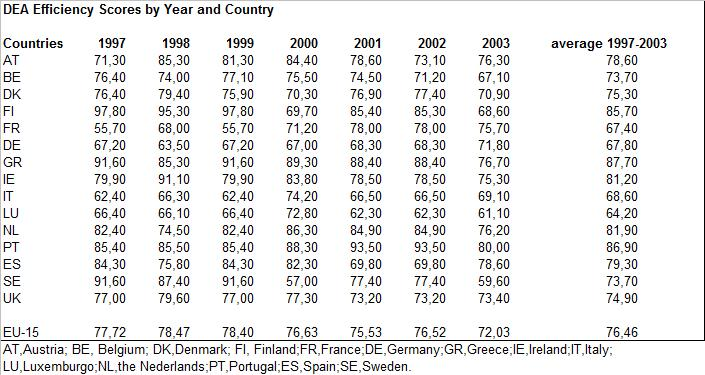 DEA Efficiency Scores by Year and Country
Countries 1997 1998 1999 2000 2001 2002 2003 average 1997-2003
AT 71,30 85,30 81,30 84,40 78,60 73,10 76,30 78,60
BE 76,40 74,00 77,10 75,50 74,50 71,20 67,10 73,70
DK 76,40 79,40 75,90 70,30 76,90 77,40 70,90 75,30
FI 97,80 95,30 97,80 69,70 85,40 85,30 68,60 85,70
FR 55,70 68,00 55,70 71,20 78,00 78,00 75,70 67,40
DE 67,20 63,50 67,20 67,00 68,30 68,30 71,80 67,80
GR 91,60 85,30 91,60 89,30 88,40 88,40 76,70 87,70
IE 79,90 91,10 79,90 83,80 78,50 78,50 75,30 81,20
IT 62,40 66,30 62,40 74,20 66,50 66,50 69,10 68,60
LU 66,40 66,10 66,40 72,80 62,30 62,30 61,10 64,20
NL 82,40 74,50 82,40 86,30 84,90 84,90 76,20 81,90
PT 85,40 85,50 85,40 88,30 93,50 93,50 80,00 86,90
ES 84,30 75,80 84,30 82,30 69,80 69,80 78,60 79,30
SE 91,60 87,40 91,60 57,00 77,40 77,40 59,60 73,70
UK 77,00 79,60 77,00 77,30 73,20 73,20 73,40 74,90
EU-15 77,72 78,47 78,40 76,63 75,53 76,52 72,03 76,46
AT,Austria; BE, Belgium; DK,Denmark; FI, Finland;FR,France;DE,Germany;GR,Greece;IE,Ireland;IT,Italy;
LU,Luxemburgo;NL,the Nederlands;PT,Portugal;ES,Spain;SE,Sweden.